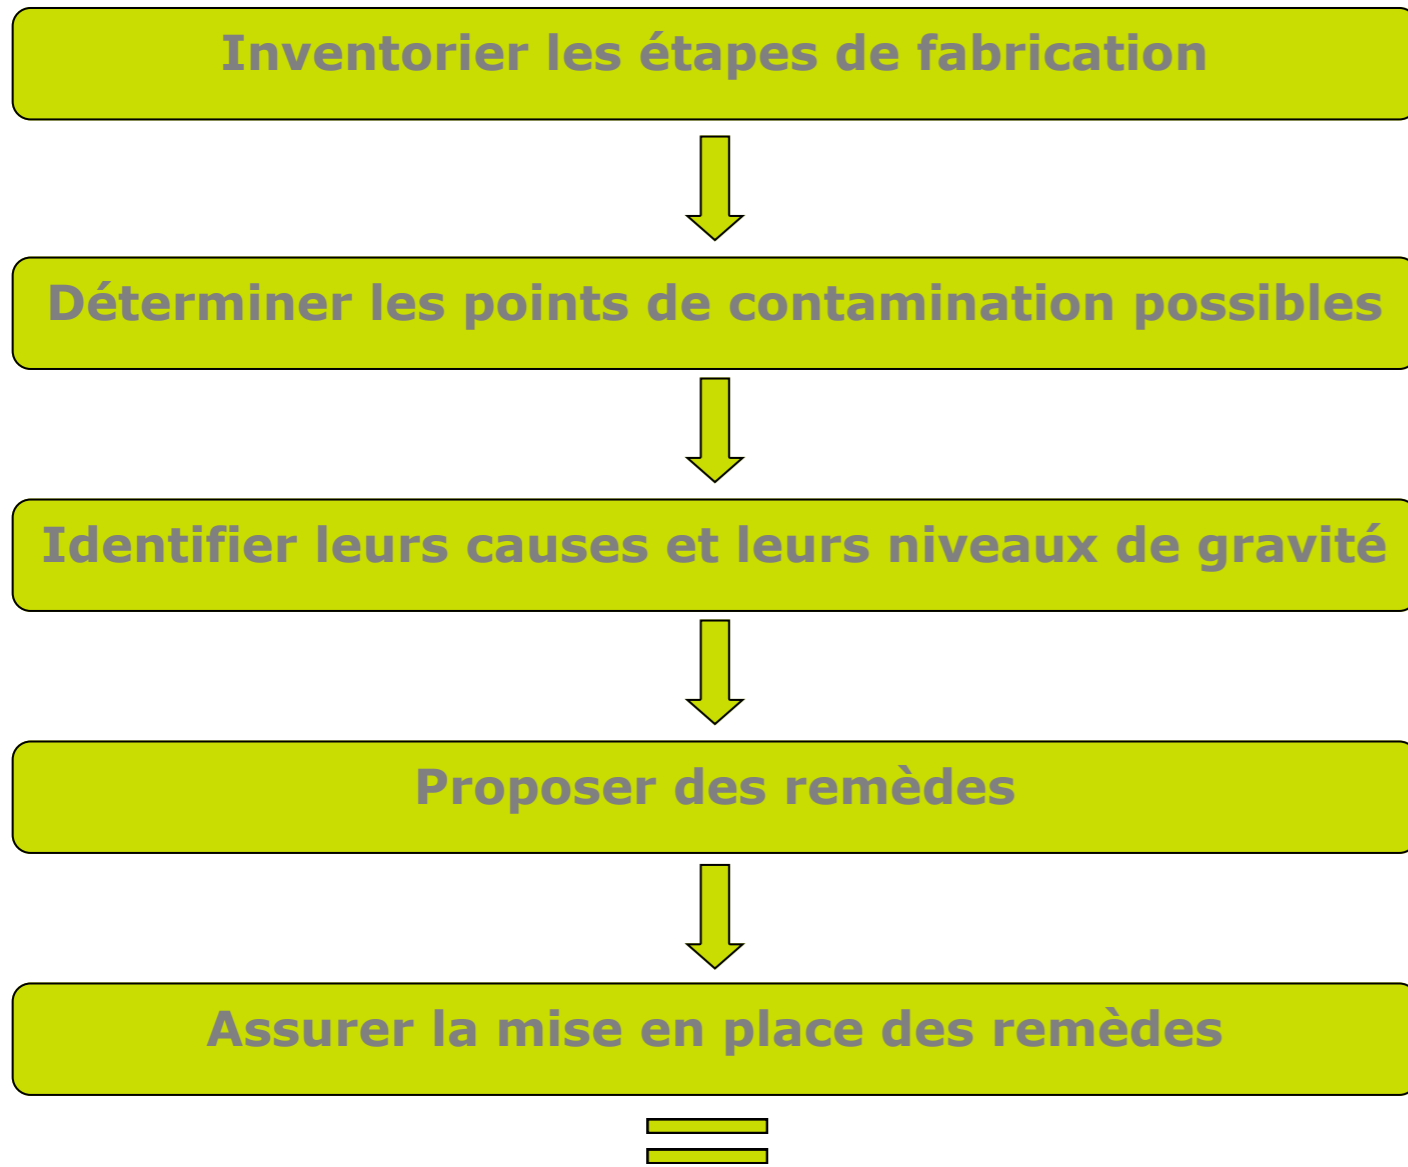 Inventorier les étapes de fabrication
Déterminer les points de contamination possibles
Identifier leurs causes et leurs niveaux de gravité
Proposer des remèdes
Assurer la mise en place des remèdes